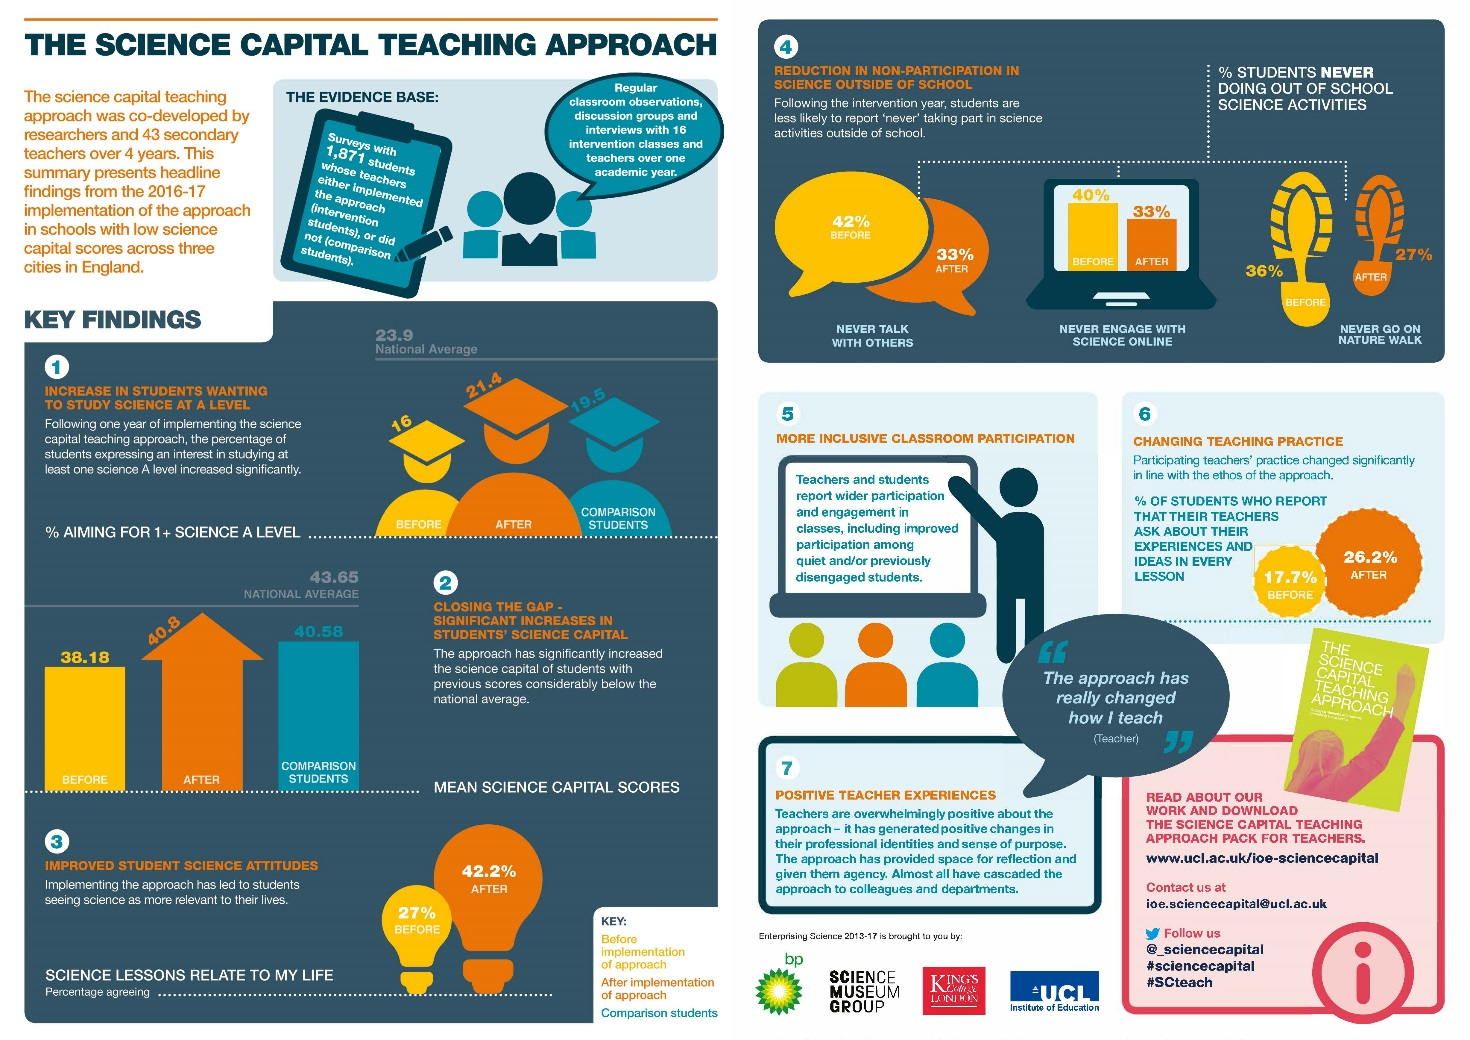 THE SCIENCE CAPITAL TEACHING APPROACH
The science capital teaching
approach was co-developed by
researchers and 43 secondary
teachers over 4 years. This
summary presents headline
findings from the 2016-17
implementation of the approach
in schools with low science
capital scores across three
cities in England.
THE EVIDENCE BASE:
Surveys with
1,871 students
whose teachers
either implemented
the approach
(intervention
students), or did
not (comparison
students).
Regular
classroom observations,
discussion groups and
interviews with 16
intervention classes and
teachers over one
academic year.
KEY FINDINGS
1
INCREASE IN STUDENTS WANTING
TO STUDY SCIENCE AT A LEVEL
Following one year of implementing the science
capital teaching approach, the percentage of
students expressing an interest in studying at
least one science A level increased significantly.
% AIMING FOR 1+ SCIENCE A LEVEL
23.9
National Average
16
21.4
19.5
BEFORE
AFTER
COMPARISON
STUDENTS
43.65
NATIONAL AVERAGE
38.18
40.8
40.58
BEFORE
AFTER
COMPARISON
STUDENTS
2
CLOSING THE GAP -
SIGNIFICANT INCREASES IN
STUDENTS' SCIENCE CAPITAL
The approach has significantly increased
the science capital of students with
previous scores considerably below the
national average.
MEAN SCIENCE CAPITAL SCORES
3
IMPROVED STUDENT SCIENCE ATTITUDES
Implementing the approach has led to students
seeing science as more relevant to their lives.
SCIENCE LESSONS RELATE TO MY LIFE
Percentage agreeing
27%
BEFORE
42.2%
AFTER
KEY:
Before
implementation
of approach
After implementation
of approach
Comparison students
4
REDUCTION IN NON-PARTICIPATION IN
SCIENCE OUTSIDE OF SCHOOL
Following the intervention year, students are
less likely to report 'never' taking part in science
activities outside of school.
% STUDENTS NEVER
DOING OUT OF SCHOOL
SCIENCE ACTIVITIES
42%
BEFORE
33%
AFTER
NEVER TALK
WITH OTHERS
40%
33%
BEFORE
AFTER
NEVER ENGAGE WITH
SCIENCE ONLINE
36%
BEFORE
27%
AFTER
NEVER GO ON
NATURE WALK
5
MORE INCLUSIVE CLASSROOM PARTICIPATION
Teachers and students
report wider participation
and engagement in
classes, including improved
participation among
quiet and/or previously
disengaged students.
6
CHANGING TEACHING PRACTICE
Participating teachers' practice changed significantly
in line with the ethos of the approach.
% OF STUDENTS WHO REPORT
THAT THEIR TEACHERS
ASK ABOUT THEIR
EXPERIENCES AND
IDEAS IN EVERY
LESSON
17.7%
BEFORE
26.2%
AFTER
“
The approach has
really changed
how I teach
(Teacher)
”
7
POSITIVE TEACHER EXPERIENCES
Teachers are overwhelmingly positive about the
approach – it has generated positive changes in
their professional identities and sense of purpose.
The approach has provided space for reflection and
given them agency. Almost all have cascaded the
approach to colleagues and departments.
THE
SCIENCE
CAPITAL
TEACHING
APPROACH
READ ABOUT OUR
WORK AND DOWNLOAD
THE SCIENCE CAPITAL TEACHING
APPROACH PACK FOR TEACHERS.
www.ucl.ac.uk/ioe-sciencecapital
Contact us at
ioe.sciencecapital@ucl.ac.uk
Follow us
@_sciencecapital
#sciencecapital
#SCteach
Enterprising Science 2013-17 is brought to you by:
bp
SCIENCE
MUSEUM
GROUP
KING'S
College
LONDON
UCL
Institute of Education